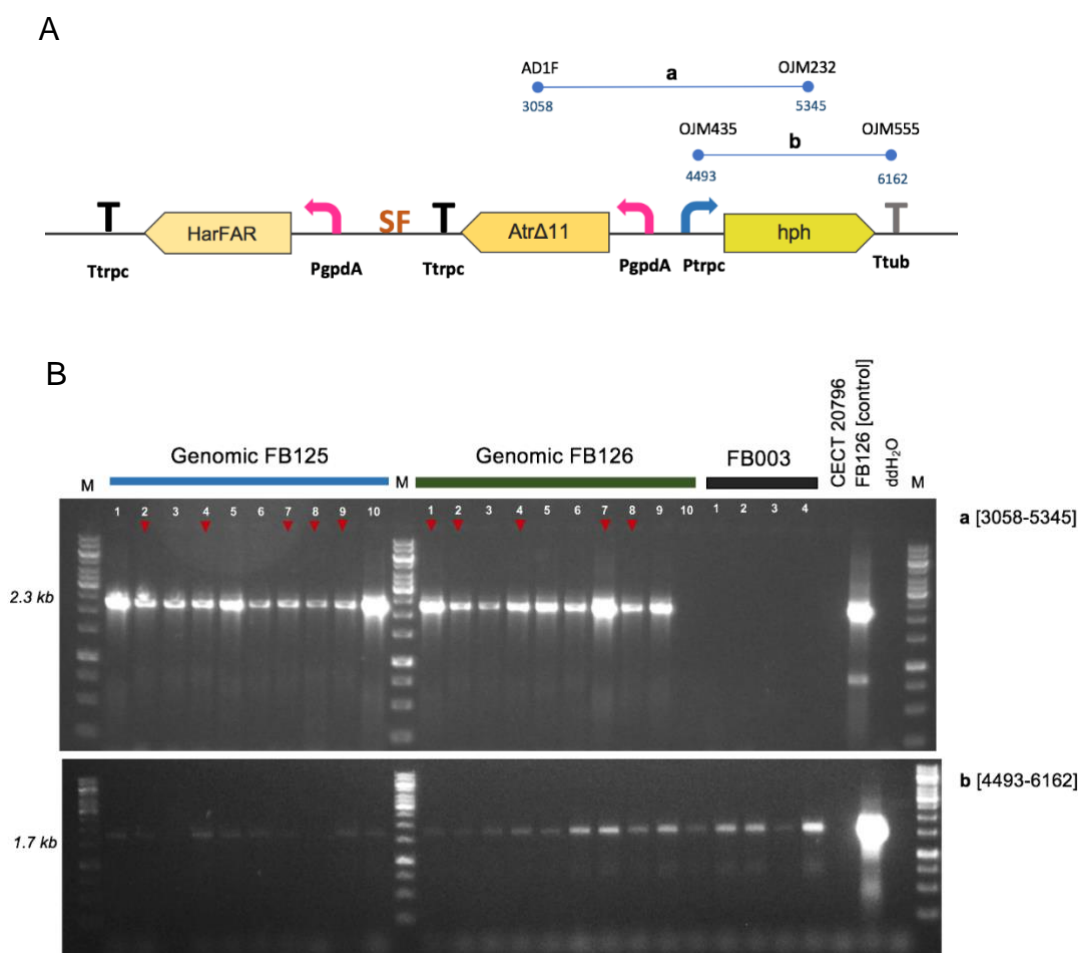 A
AD1F a OJM232
3058 5345
OJM435 b OJM555
4493 6162
T HarFAR SF T AtrΔ11 hph T
Ttrpc PgpdA Ttrpc PgpdA Ptrpc Ttub
B
CECT 20796
FB126 [control]
ddH₂O
Genomic FB125 Genomic FB126 FB003
M M M
1 2 3 4 5 6 7 8 9 10 1 2 3 4 5 6 7 8 9 10 1 2 3 4
a [3058-5345]
2.3 kb
b [4493-6162]
1.7 kb